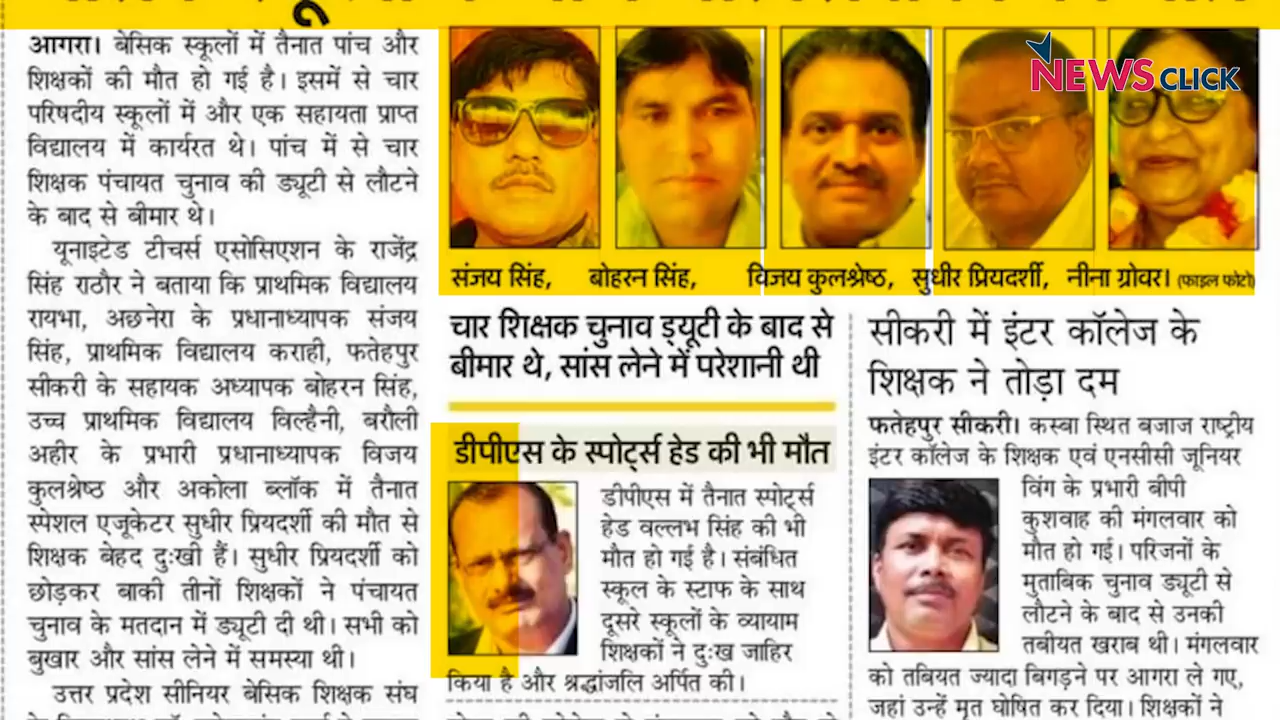 NEWSCLICK
आगरा। बेसिक स्कूलों में तैनात पांच और
शिक्षकों की मौत हो गई है। इसमें से चार
परिषदीय स्कूलों में और एक सहायता प्राप्त
विद्यालय में कार्यरत थे। पांच में से चार
शिक्षक पंचायत चुनाव की ड्यूटी से लौटने
के बाद से बीमार थे।
यूनाइटेड टीचर्स एसोसिएशन के राजेंद्र
सिंह राठौर ने बताया कि प्राथमिक विद्यालय
रायभा, अछनेरा के प्रधानाध्यापक संजय
सिंह, प्राथमिक विद्यालय कराही, फतेहपुर
सीकरी के सहायक अध्यापक बोहरन सिंह,
उच्च प्राथमिक विद्यालय विल्हैनी, बरौली
अहीर के प्रभारी प्रधानाध्यापक विजय
कुलश्रेष्ठ और अकोला ब्लॉक में तैनात
स्पेशल एजूकेटर सुधीर प्रियदर्शी की मौत से
शिक्षक बेहद दुःखी हैं। सुधीर प्रियदर्शी को
छोड़कर बाकी तीनों शिक्षकों ने पंचायत
चुनाव के मतदान में ड्यूटी दी थी। सभी को
बुखार और सांस लेने में समस्या थी।
उत्तर प्रदेश सीनियर बेसिक शिक्षक संघ
संजय सिंह, बोहरन सिंह, विजय कुलश्रेष्ठ, सुधीर प्रियदर्शी, नीना ग्रोवर। (फाइल फोटो)
चार शिक्षक चुनाव ड्यूटी के बाद से
बीमार थे, सांस लेने में परेशानी थी
डीपीएस के स्पोर्ट्स हेड की भी मौत
डीपीएस में तैनात स्पोर्ट्स
हेड वल्लभ सिंह की भी
मौत हो गई है। संबंधित
स्कूल के स्टाफ के साथ
दूसरे स्कूलों के व्यायाम
शिक्षकों ने दुःख जाहिर
किया है और श्रद्धांजलि अर्पित की।
सीकरी में इंटर कॉलेज के
शिक्षक ने तोड़ा दम
फतेहपुर सीकरी। कस्बा स्थित बजाज राष्ट्रीय
इंटर कॉलेज के शिक्षक एवं एनसीसी जूनियर
विंग के प्रभारी बीपी
कुशवाह की मंगलवार को
मौत हो गई। परिजनों के
मुताबिक चुनाव ड्यूटी से
लौटने के बाद से उनकी
तबीयत खराब थी। मंगलवार
को तबियत ज्यादा बिगड़ने पर आगरा ले गए,
जहां उन्हें मृत घोषित कर दिया। शिक्षकों ने